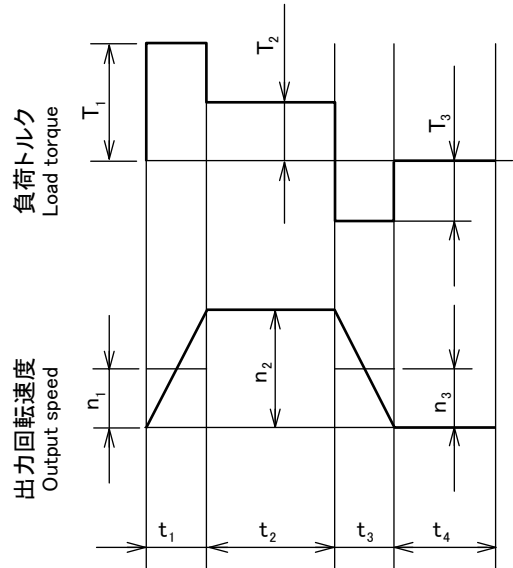 負荷トルク
Load torque
T₁
T₂
T₃
出力回転速度
Output speed
n₁
n₂
n₃
t₁
t₂
t₃
t₄